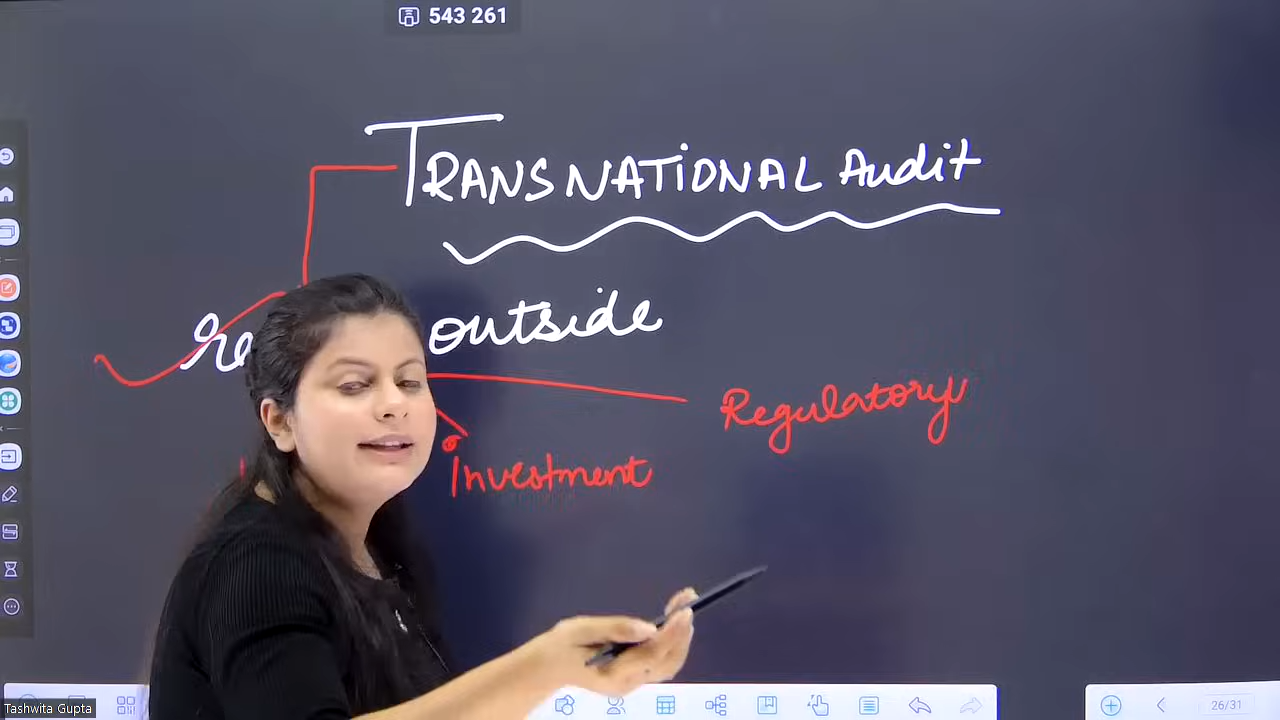 543 261
TRANSNATIONAL Audit
outside
Regulatory
Investment
Tashwita Gupta
26/31